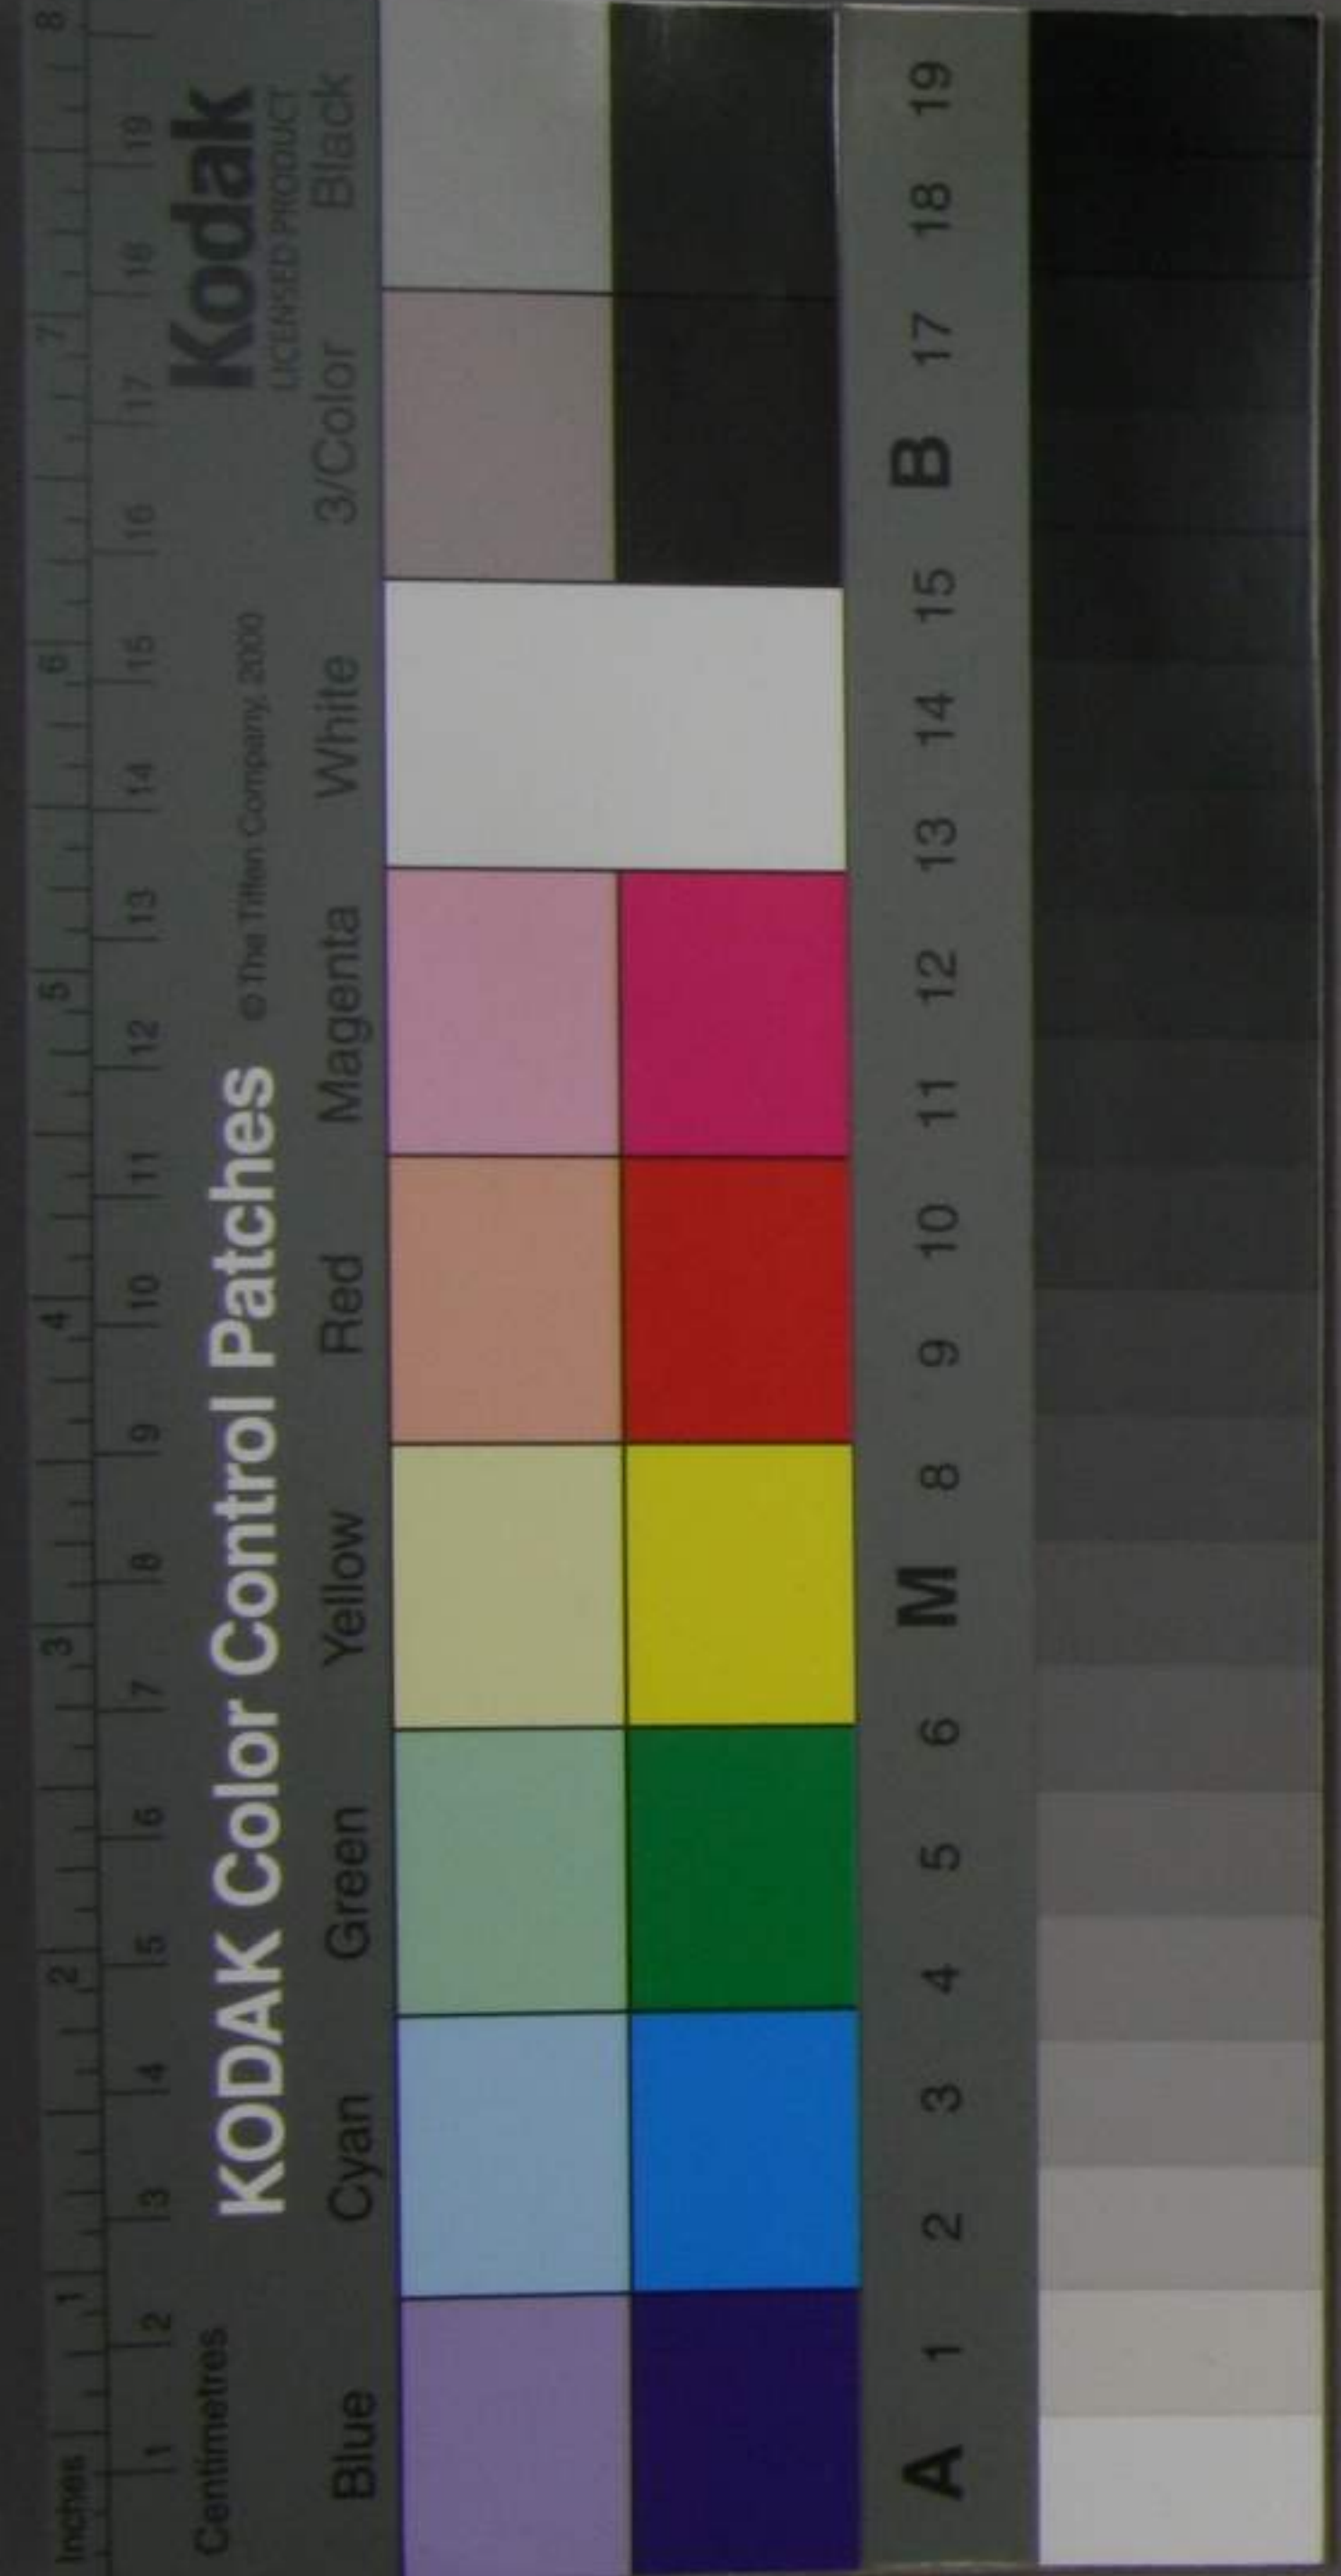 Inches 1 2 3 4 5 6 7 8
Centimetres 1 2 3 4 5 6 7 8 9 10 11 12 13 14 15 16 17 18 19
KODAK Color Control Patches © The Tiffen Company, 2000 Kodak
LICENSED PRODUCT
Blue Cyan Green Yellow Red Magenta White 3/Color Black
A 1 2 3 4 5 6 M 8 9 10 11 12 13 14 15 B 17 18 19